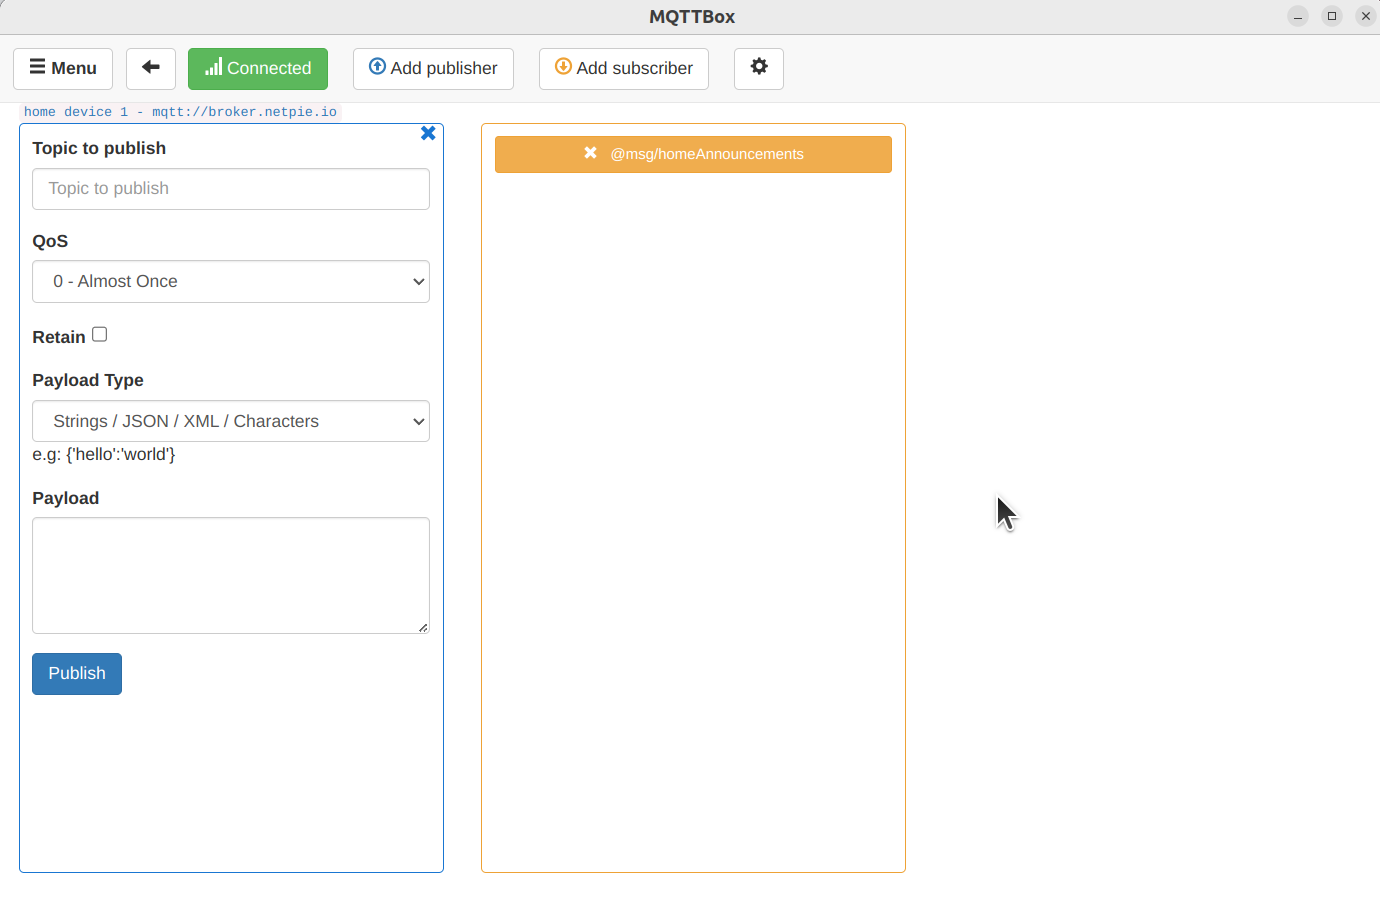 MQTTBox
Menu
Connected
Add publisher
Add subscriber
home device 1 - mqtt://broker.netpie.io
Topic to publish
Topic to publish
QoS
0 - Almost Once
Retain
Payload Type
Strings / JSON / XML / Characters
e.g: {'hello':'world'}
Payload
Publish
@msg/homeAnnouncements